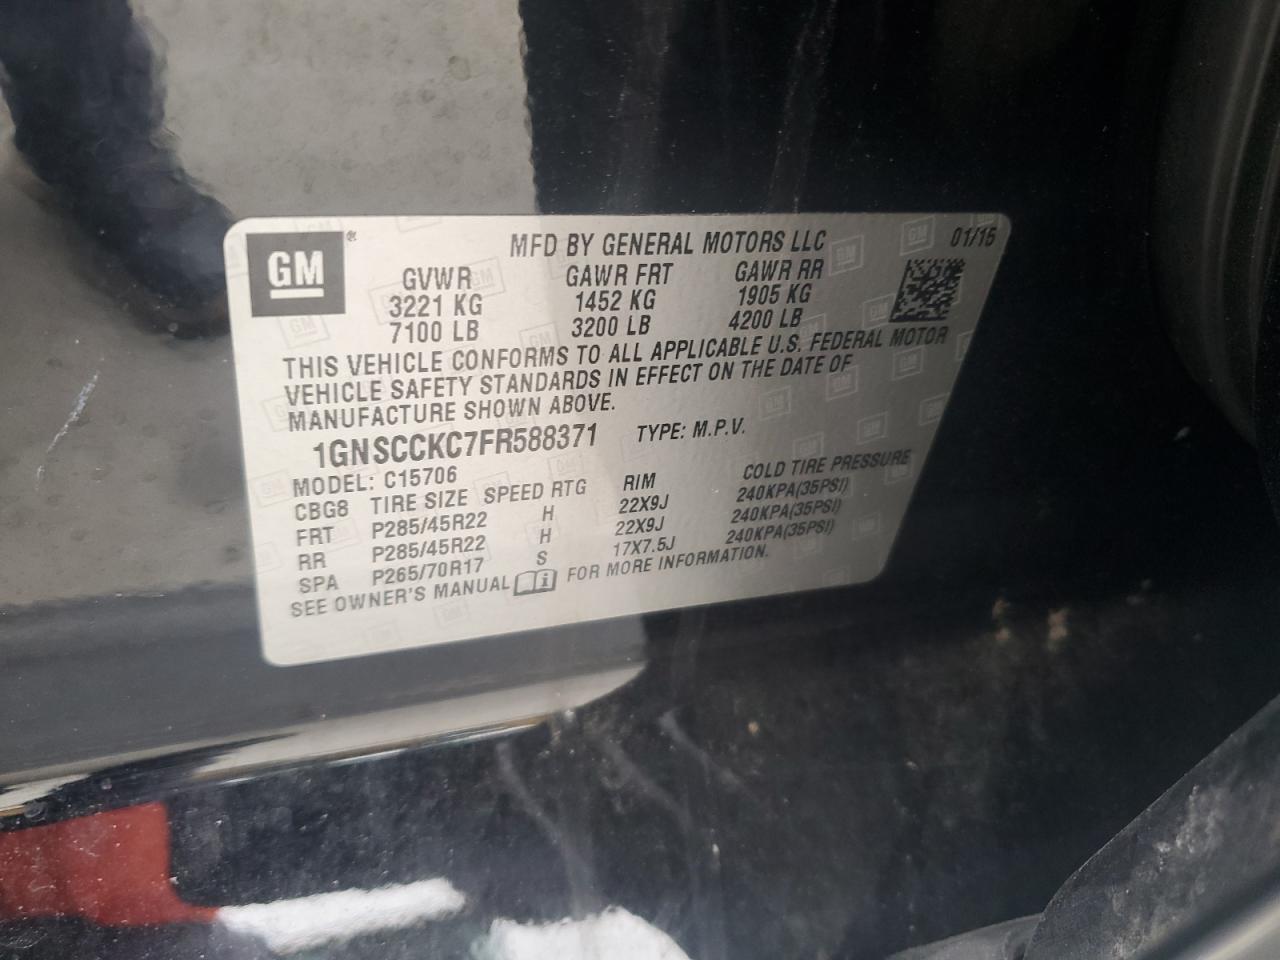 GM® MFD BY GENERAL MOTORS LLC 01/15
GVWR GAWR FRT GAWR RR
3221 KG 1452 KG 1905 KG
7100 LB 3200 LB 4200 LB
THIS VEHICLE CONFORMS TO ALL APPLICABLE U.S. FEDERAL MOTOR
VEHICLE SAFETY STANDARDS IN EFFECT ON THE DATE OF
MANUFACTURE SHOWN ABOVE.
1GNSCCKC7FR588371 TYPE: M.P.V.
MODEL: C15706
CBG8 TIRE SIZE SPEED RTG RIM COLD TIRE PRESSURE
FRT P285/45R22 H 22X9J 240KPA(35PSI)
RR P285/45R22 H 22X9J 240KPA(35PSI)
SPA P265/70R17 S 17X7.5J 240KPA(35PSI)
SEE OWNER'S MANUAL FOR MORE INFORMATION.